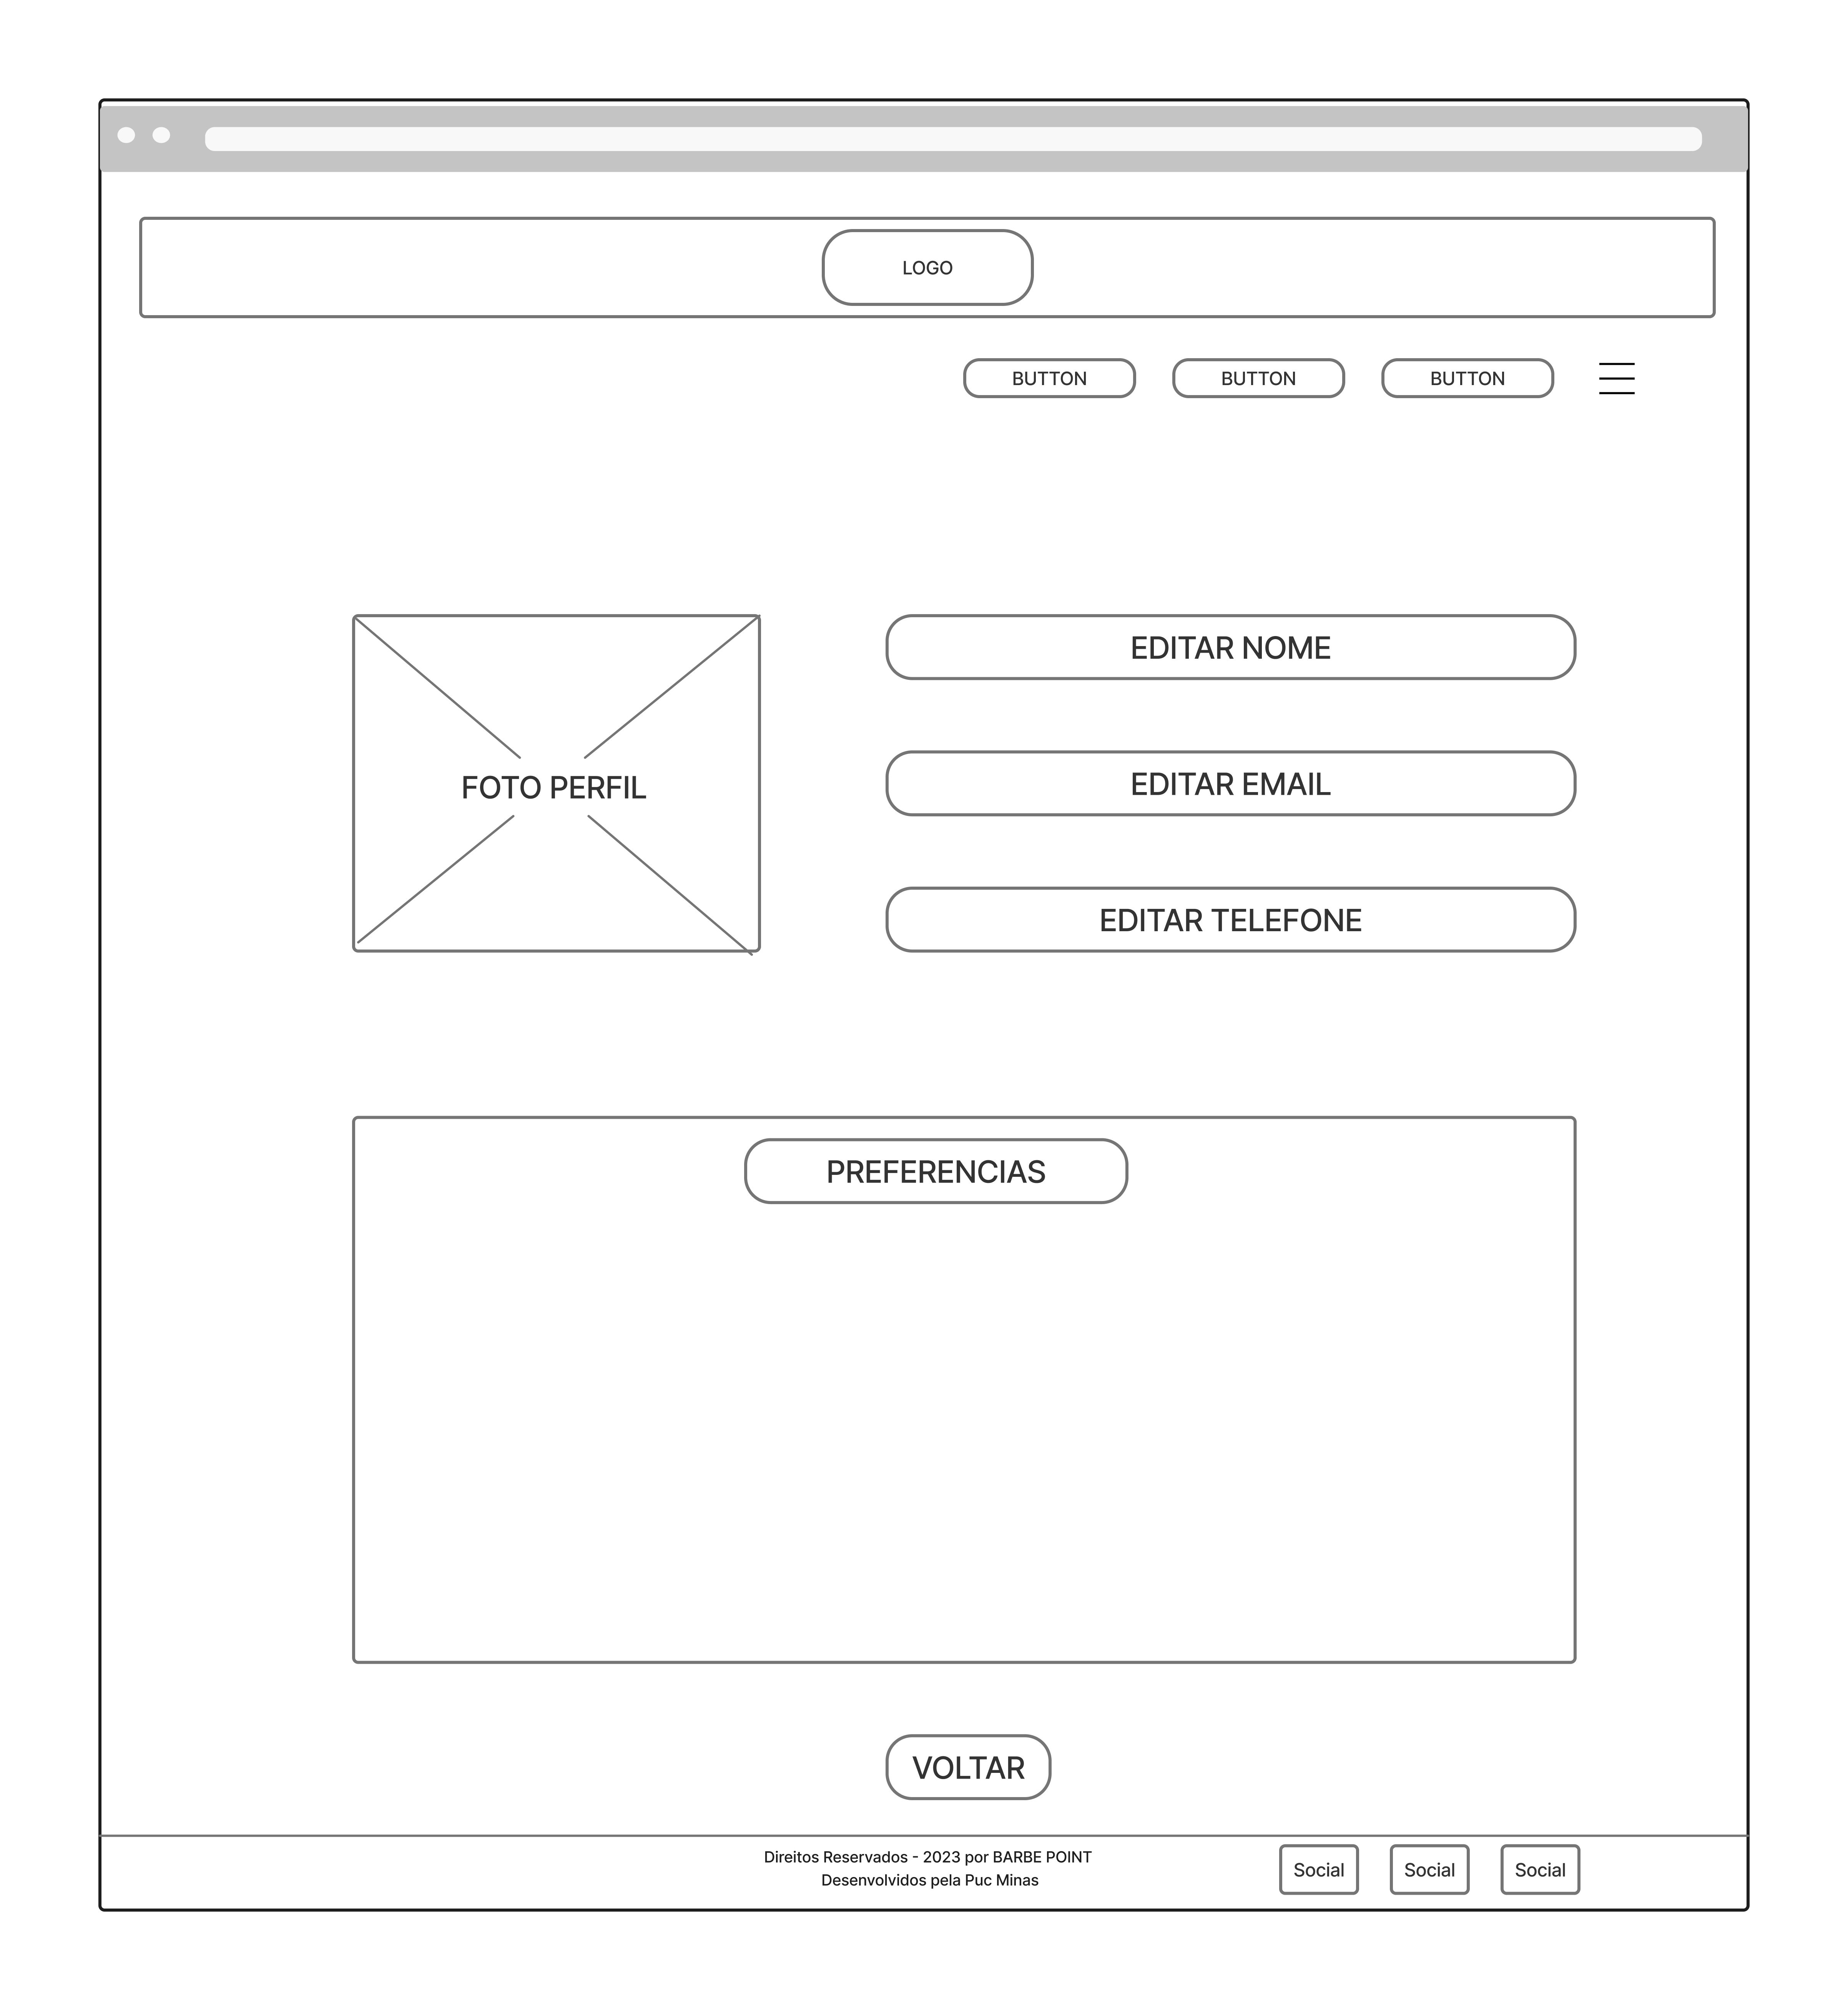 LOGO
BUTTON
BUTTON
BUTTON
FOTO PERFIL
EDITAR NOME
EDITAR EMAIL
EDITAR TELEFONE
PREFERENCIAS
VOLTAR
Direitos Reservados - 2023 por BARBE POINT
Desenvolvidos pela Puc Minas
Social
Social
Social